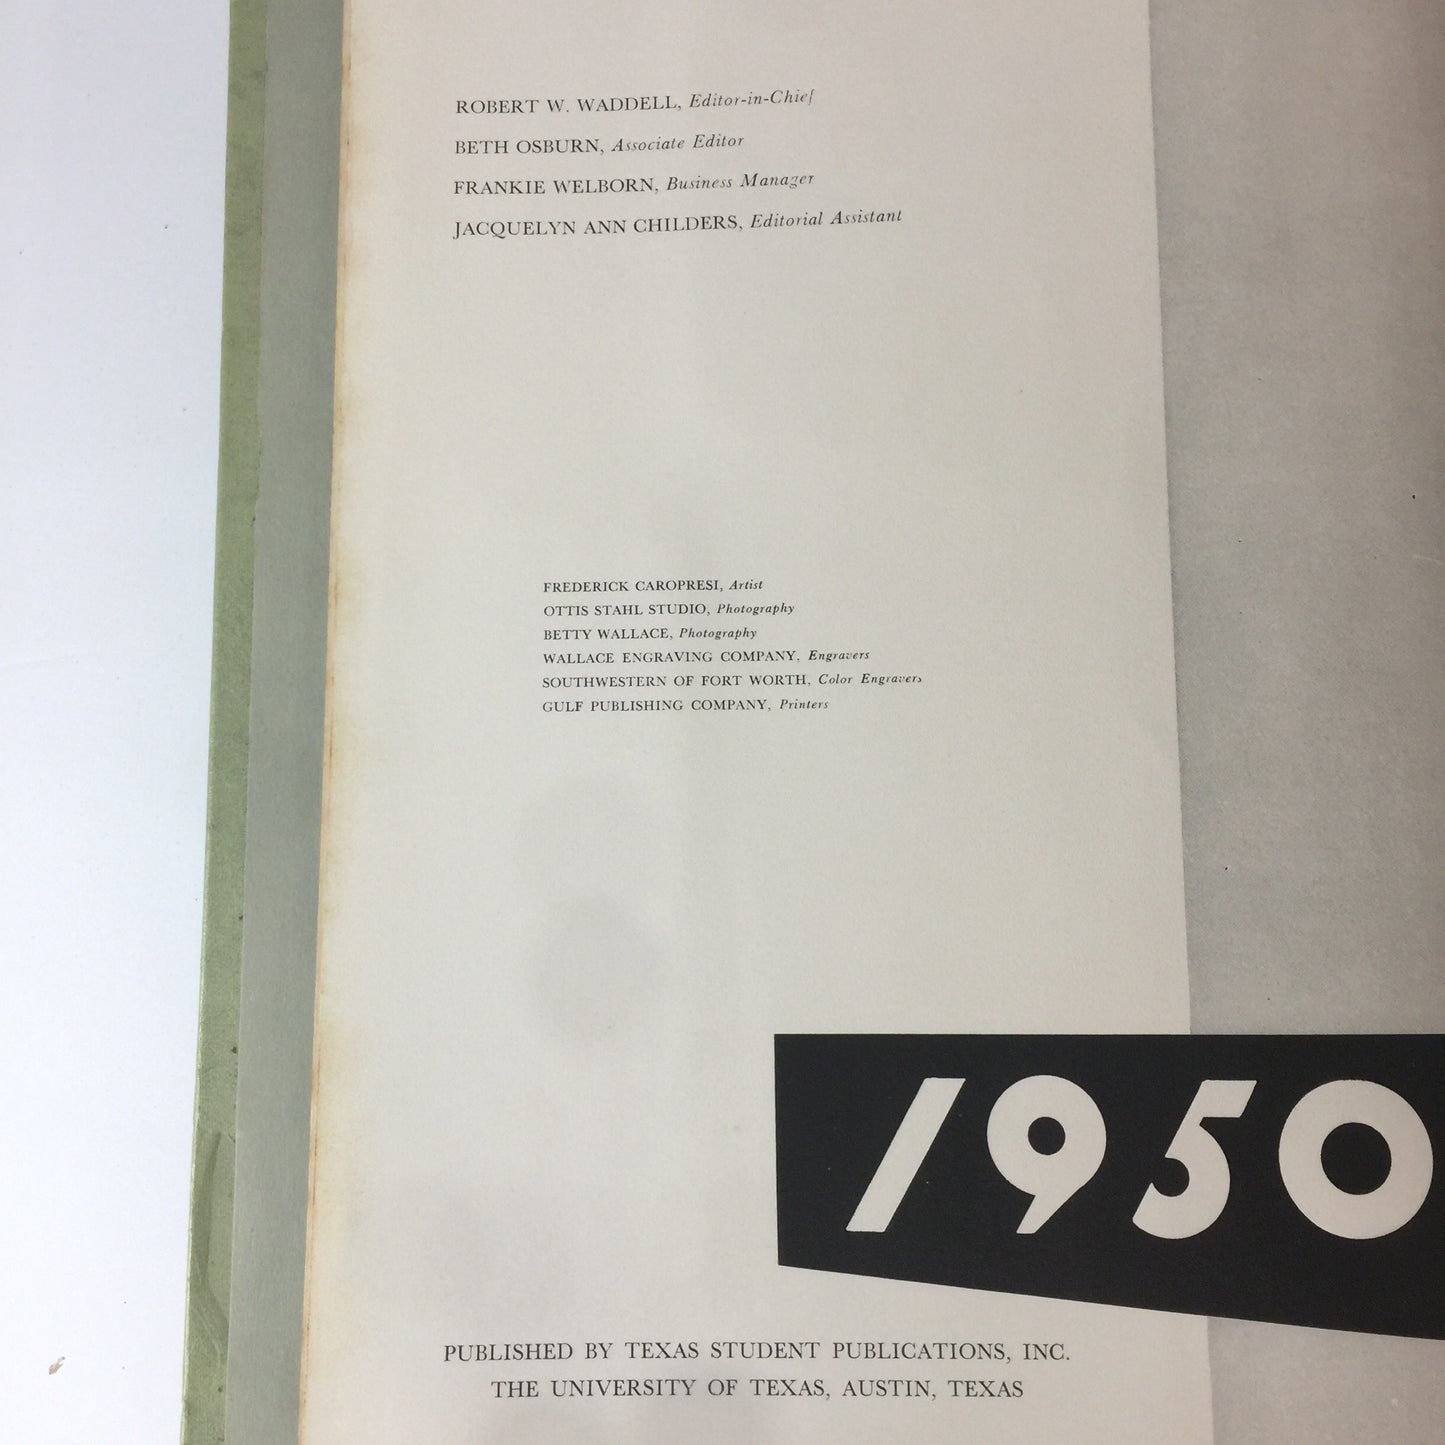 ROBERT W. WADDELL, Editor-in-Chief
BETH OSBURN, Associate Editor
FRANKIE WELBORN, Business Manager
JACQUELYN ANN CHILDERS, Editorial Assistant
FREDERICK CAROPRESI, Artist
OTTIS STAHL STUDIO, Photography
BETTY WALLACE, Photography
WALLACE ENGRAVING COMPANY, Engravers
SOUTHWESTERN OF FORT WORTH, Color Engravers
GULF PUBLISHING COMPANY, Printers
1950
PUBLISHED BY TEXAS STUDENT PUBLICATIONS, INC.
THE UNIVERSITY OF TEXAS, AUSTIN, TEXAS